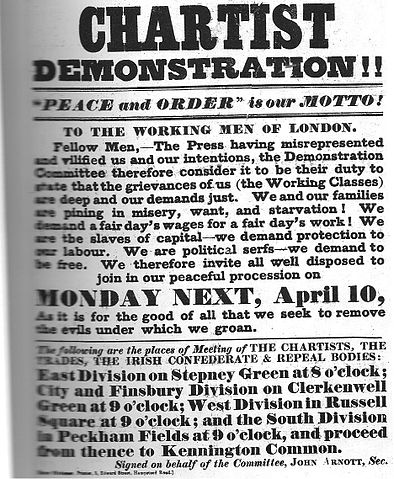 CHARTIST
DEMONSTRATION!!
"PEACE and ORDER" is our MOTTO!
TO THE WORKING MEN OF LONDON.
Fellow Men,—The Press having misrepresented
and vilified us and our intentions, the Demonstration
Committee therefore consider it to be their duty to
state that the grievances of us (the Working Classes)
are deep and our demands just. We and our families
are pining in misery, want, and starvation! We
demand a fair day's wages for a fair day's work! We
are the slaves of capital—we demand protection to
our labour. We are political serfs—we demand to
be free. We therefore invite all well disposed to
join in our peaceful procession on
MONDAY NEXT, April 10,
As it is for the good of all that we seek to remove
the evils under which we groan.
The following are the places of Meeting of THE CHARTISTS, THE
TRADES, THE IRISH CONFEDERATE & REPEAL BODIES:
East Division on Stepney Green at 8 o'clock;
City and Finsbury Division on Clerkenwell
Green at 9 o'clock; West Division in Russell
Square at 9 o'clock; and the South Division
in Peckham Fields at 9 o'clock, and proceed
from thence to Kennington Common.
Signed on behalf of the Committee, JOHN ARNOTT, Sec.
Printer, Edward Street, Hampstead Road.)